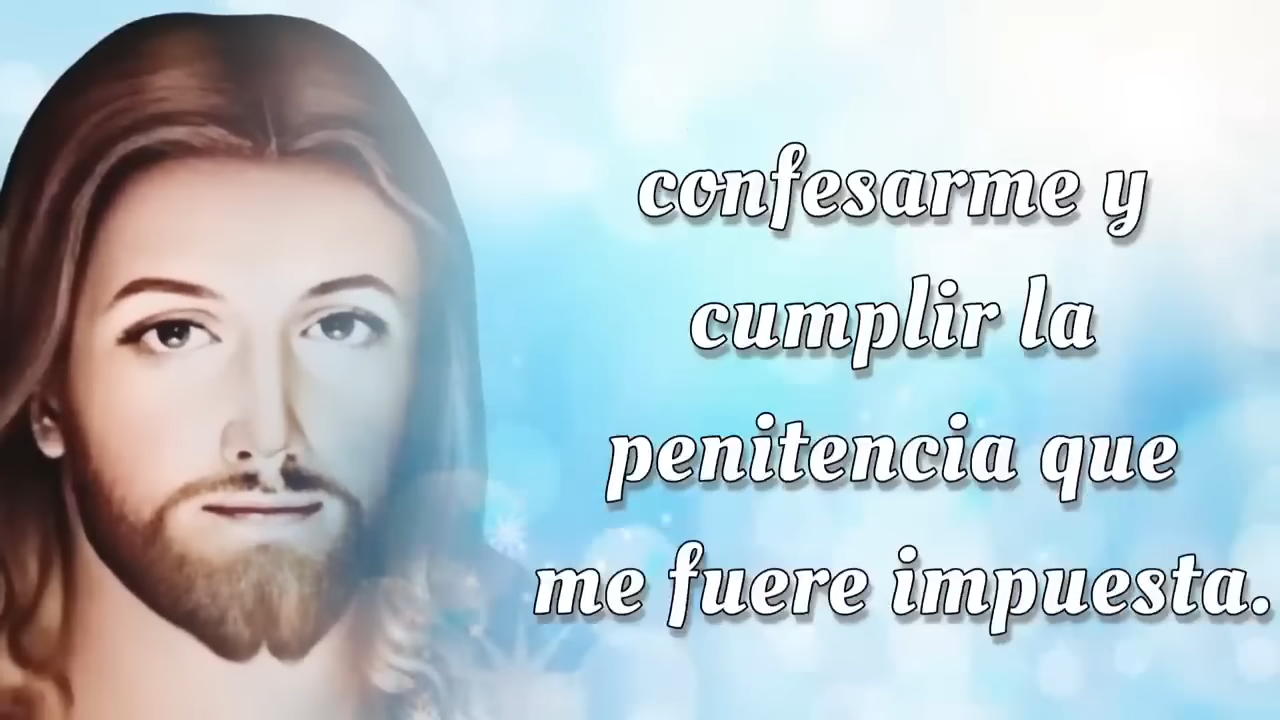 confesarme y
cumplir la
penitencia que
me fuere impuesta.